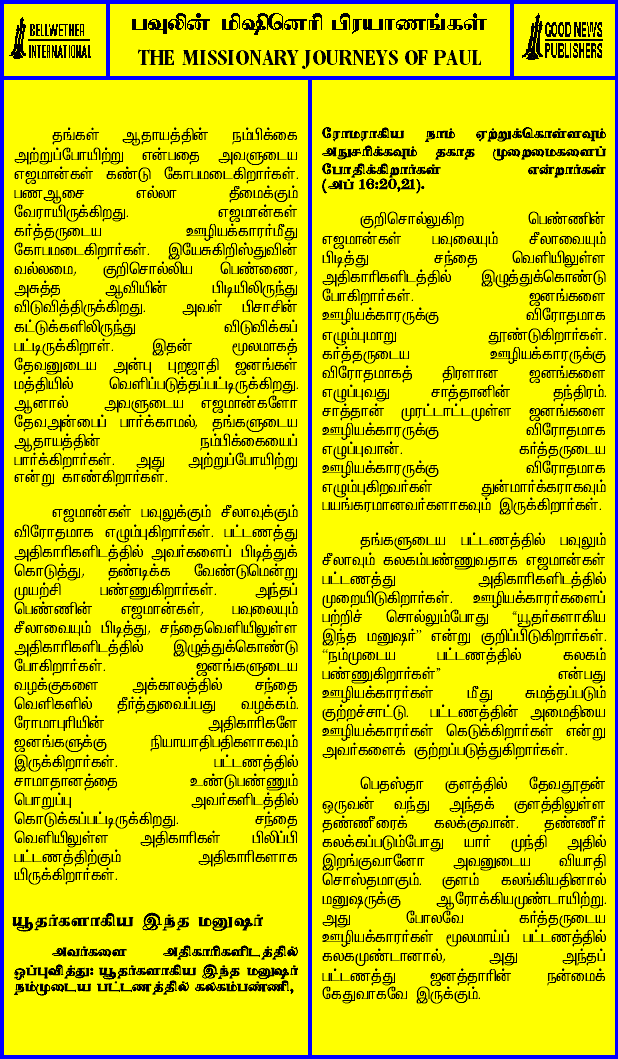 BELLWETHER
INTERNATIONAL
பவுலின் மிஷினெரி பிரயாணங்கள்
THE MISSIONARY JOURNEYS OF PAUL
GOOD NEWS
PUBLISHERS
தங்கள் ஆதாயத்தின் நம்பிக்கை
அற்றுப்போயிற்று என்பதை அவளுடைய
எஜமான்கள் கண்டு கோபமடைகிறார்கள்.
பணஆசை எல்லா தீமைக்கும்
வேராயிருக்கிறது. எஜமான்கள்
கர்த்தருடைய ஊழியக்காரர்மீது
கோபமடைகிறார்கள். இயேசுகிறிஸ்துவின்
வல்லமை, குறிசொல்லிய பெண்ணை,
அசுத்த ஆவியின் பிடியிலிருந்து
விடுவித்திருக்கிறது. அவள் பிசாசின்
கட்டுக்களிலிருந்து விடுவிக்கப்
பட்டிருக்கிறாள். இதன் மூலமாகத்
தேவனுடைய அன்பு புறஜாதி ஜனங்கள்
மத்தியில் வெளிப்படுத்தப்பட்டிருக்கிறது.
ஆனால் அவளுடைய எஜமான்களோ
தேவஅன்பைப் பார்க்காமல், தங்களுடைய
ஆதாயத்தின் நம்பிக்கையைப்
பார்க்கிறார்கள். அது அற்றுப்போயிற்று
என்று காண்கிறார்கள்.
எஜமான்கள் பவுலுக்கும் சீலாவுக்கும்
விரோதமாக எழும்புகிறார்கள். பட்டணத்து
அதிகாரிகளிடத்தில் அவர்களைப் பிடித்துக்
கொடுத்து, தண்டிக்க வேண்டுமென்று
முயற்சி பண்ணுகிறார்கள். அந்தப்
பெண்ணின் எஜமான்கள், பவுலையும்
சீலாவையும் பிடித்து, சந்தைவெளியிலுள்ள
அதிகாரிகளிடத்தில் இழுத்துக்கொண்டு
போகிறார்கள். ஜனங்களுடைய
வழக்குகளை அக்காலத்தில் சந்தை
வெளிகளில் தீர்த்துவைப்பது வழக்கம்.
ரோமாபுரியின் அதிகாரிகளே
ஜனங்களுக்கு நியாயாதிபதிகளாகவும்
இருக்கிறார்கள். பட்டணத்தில்
சாமாதானத்தை உண்டுபண்ணும்
பொறுப்பு அவர்களிடத்தில்
கொடுக்கப்பட்டிருக்கிறது. சந்தை
வெளியிலுள்ள அதிகாரிகள் பிலிப்பி
பட்டணத்திற்கும் அதிகாரிகளாக
யிருக்கிறார்கள்.
யூதர்களாகிய இந்த மனுஷர்
அவர்களை அதிகாரிகளிடத்தில்
ஒப்புவித்து: யூதர்களாகிய இந்த மனுஷர்
நம்முடைய பட்டணத்தில் கலகம்பண்ணி,
ரோமராகிய நாம் ஏற்றுக்கொள்ளவும்
அநுசரிக்கவும் தகாத முறைமைகளைப்
போதிக்கிறார்கள் என்றார்கள்
(அப் 16:20,21).
குறிசொல்லுகிற பெண்ணின்
எஜமான்கள் பவுலையும் சீலாவையும்
பிடித்து சந்தை வெளியிலுள்ள
அதிகாரிகளிடத்தில் இழுத்துக்கொண்டு
போகிறார்கள். ஜனங்களை
ஊழியக்காரருக்கு விரோதமாக
எழும்புமாறு தூண்டுகிறார்கள்.
கர்த்தருடைய ஊழியக்காரருக்கு
விரோதமாகத் திரளான ஜனங்களை
எழுப்புவது சாத்தானின் தந்திரம்.
சாத்தான் முரட்டாட்டமுள்ள ஜனங்களை
ஊழியக்காரருக்கு விரோதமாக
எழுப்புவான். கர்த்தருடைய
ஊழியக்காரருக்கு விரோதமாக
எழும்புகிறவர்கள் துன்மார்க்கராகவும்
பயங்கரமானவர்களாகவும் இருக்கிறார்கள்.
தங்களுடைய பட்டணத்தில் பவுலும்
சீலாவும் கலகம்பண்ணுவதாக எஜமான்கள்
பட்டணத்து அதிகாரிகளிடத்தில்
முறையிடுகிறார்கள். ஊழியக்காரர்களைப்
பற்றிச் சொல்லும்போது “யூதர்களாகிய
இந்த மனுஷர்” என்று குறிப்பிடுகிறார்கள்.
“நம்முடைய பட்டணத்தில் கலகம்
பண்ணுகிறார்கள்” என்பது
ஊழியக்காரர்கள் மீது சுமத்தப்படும்
குற்றச்சாட்டு. பட்டணத்தின் அமைதியை
ஊழியக்காரர்கள் கெடுக்கிறார்கள் என்று
அவர்களைக் குற்றப்படுத்துகிறார்கள்.
பெதஸ்தா குளத்தில் தேவதூதன்
ஒருவன் வந்து அந்தக் குளத்திலுள்ள
தண்ணீரைக் கலக்குவான். தண்ணீர்
கலக்கப்படும்போது யார் முந்தி அதில்
இறங்குவானோ அவனுடைய வியாதி
சொஸ்தமாகும். குளம் கலங்கியதினால்
மனுஷருக்கு ஆரோக்கியமுண்டாயிற்று.
அது போலவே கர்த்தருடைய
ஊழியக்காரர்கள் மூலமாய்ப் பட்டணத்தில்
கலகமுண்டானால், அது அந்தப்
பட்டணத்து ஜனத்தாரின் நன்மைக்
கேதுவாகவே இருக்கும்.